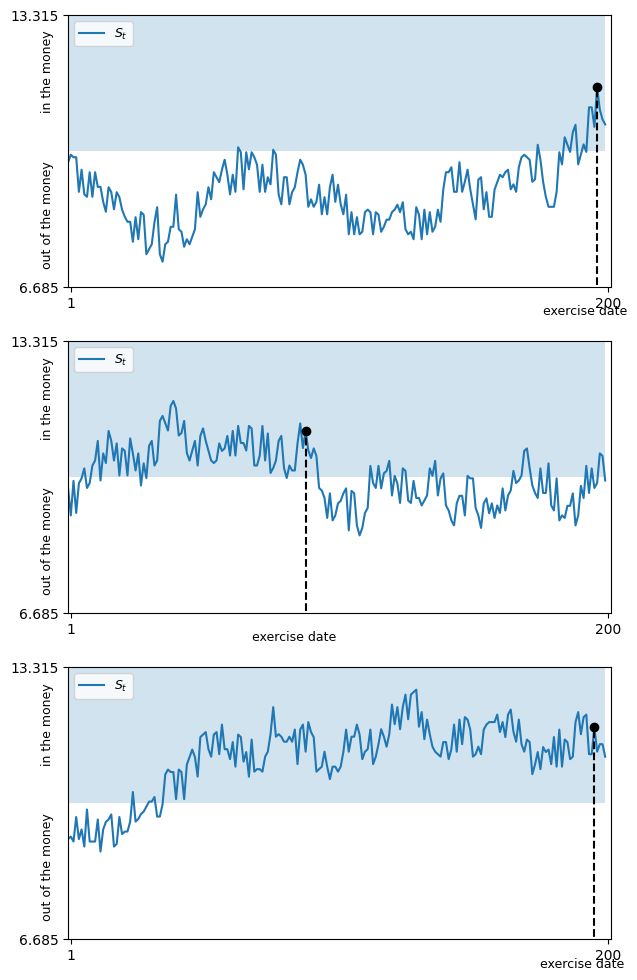 13.315
S_t
in the money
out of the money
6.685
1
200
exercise date
13.315
S_t
in the money
out of the money
6.685
1
200
exercise date
13.315
S_t
in the money
out of the money
6.685
1
200
exercise date